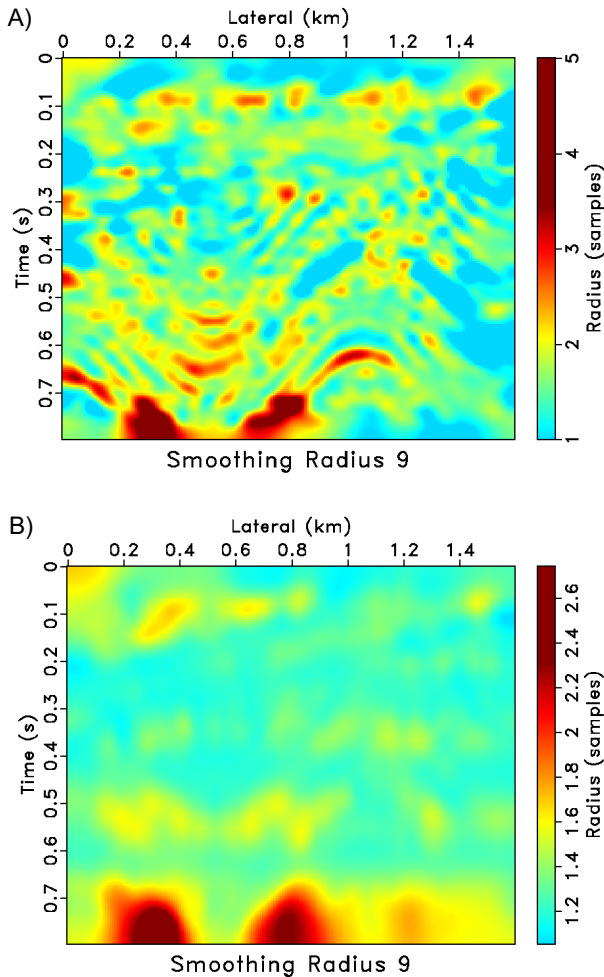 A)
Lateral (km)
0 0.2 0.4 0.6 0.8 1 1.2 1.4
Time (s)
0
0.1
0.2
0.3
0.4
0.5
0.6
0.7
5
4
3
2
1
Radius (samples)
Smoothing Radius 9
B)
Lateral (km)
0 0.2 0.4 0.6 0.8 1 1.2 1.4
Time (s)
0
0.1
0.2
0.3
0.4
0.5
0.6
0.7
2.6
2.4
2.2
2
1.8
1.6
1.4
1.2
Radius (samples)
Smoothing Radius 9